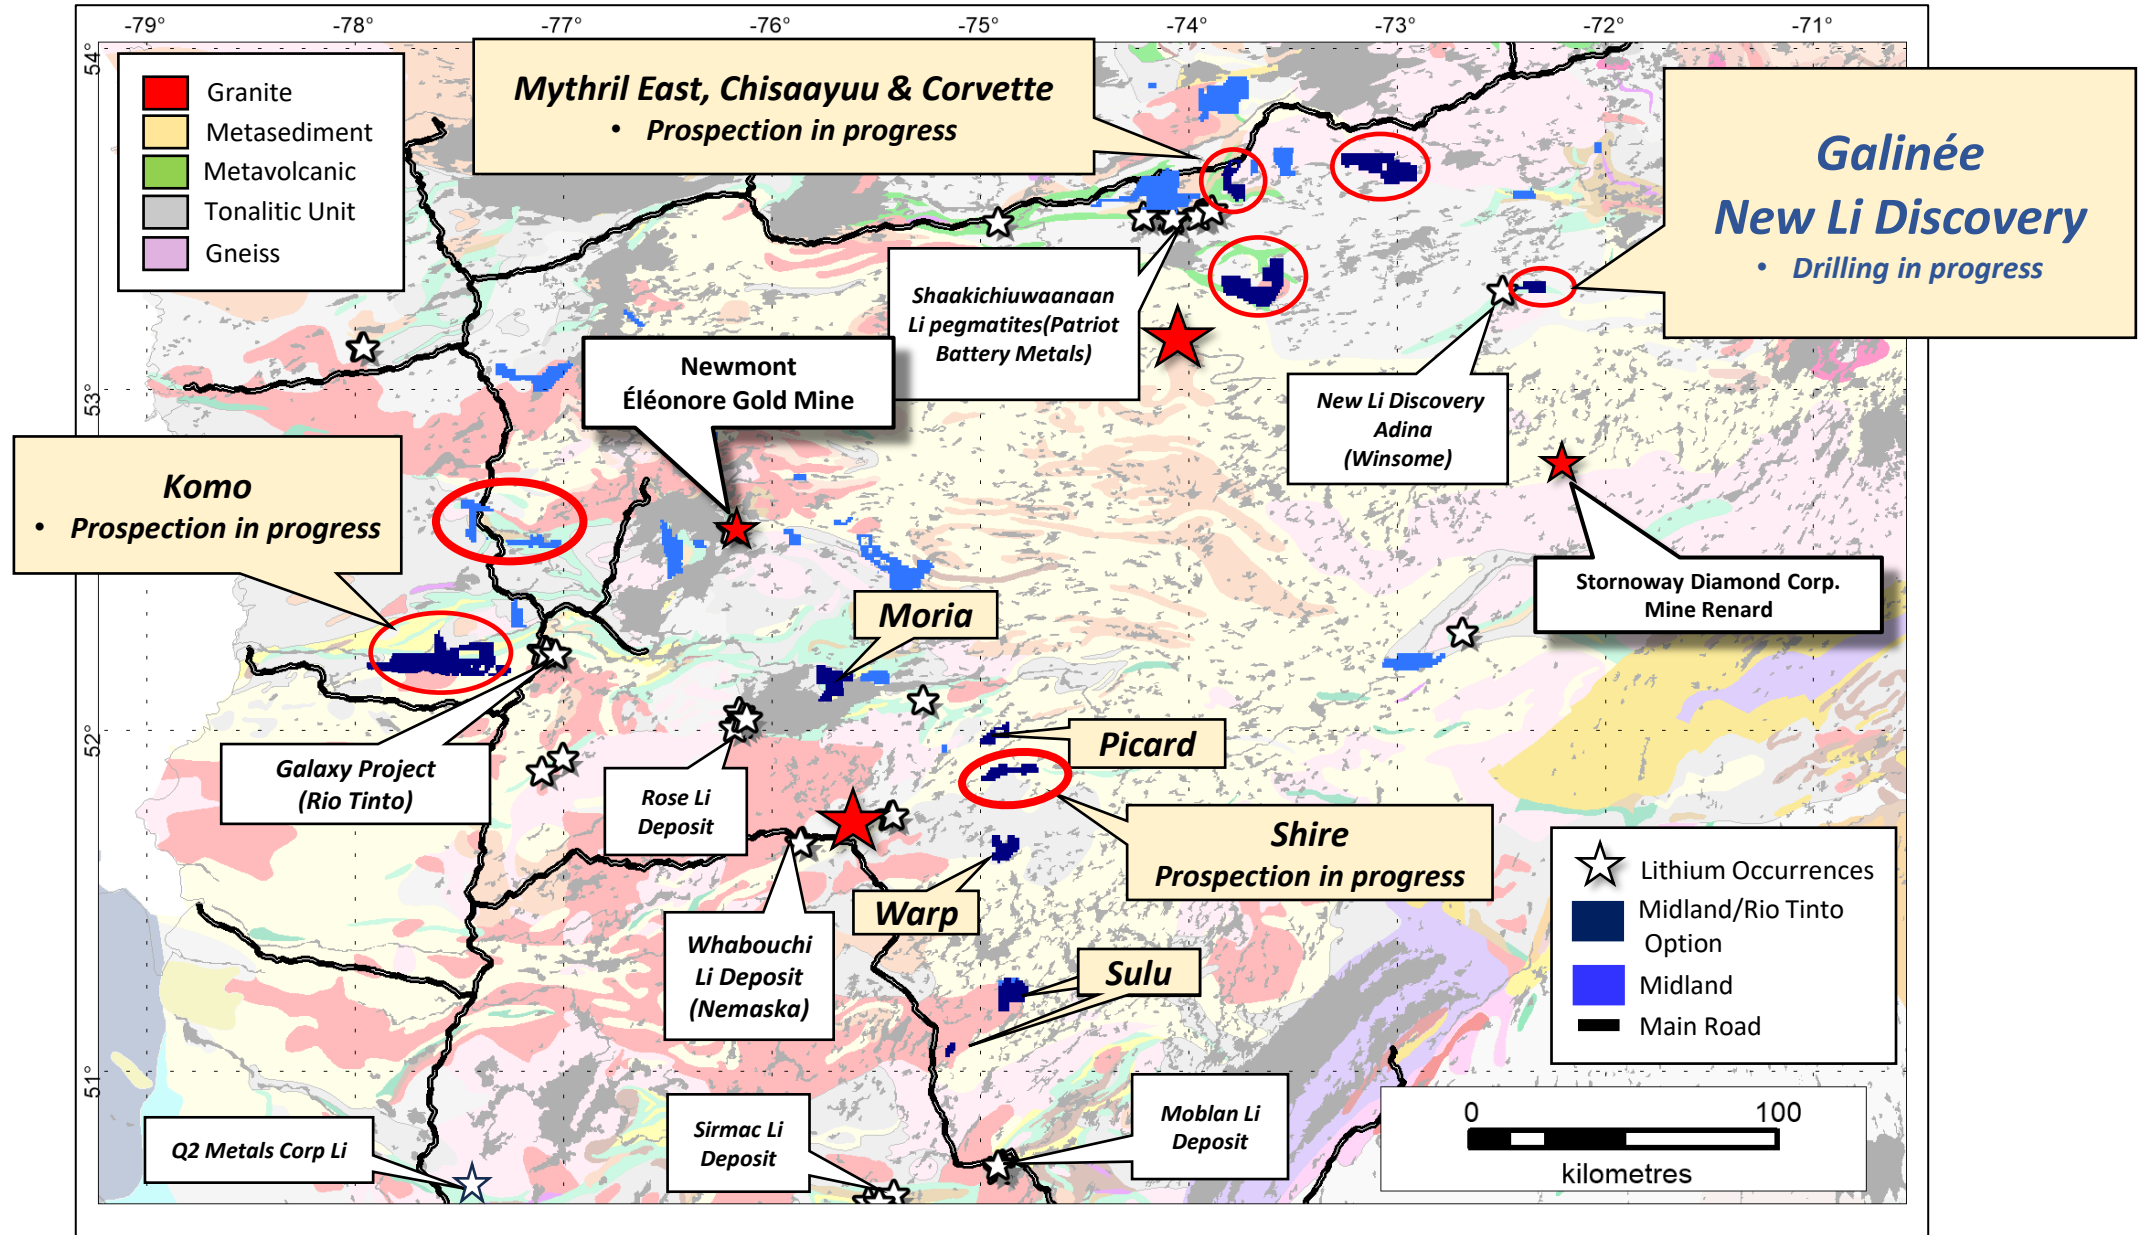 -79°
-78°
-77°
-76°
-75°
-74°
-73°
-72°
-71°
54°
53°
52°
51°
Granite
Metasediment
Metavolcanic
Tonalitic Unit
Gneiss
Mythril East, Chisaayuu & Corvette
• Prospection in progress
Galinée
New Li Discovery
• Drilling in progress
Shaakichiuwaanaan
Li pegmatites(Patriot
Battery Metals)
Newmont
Éléonore Gold Mine
New Li Discovery
Adina
(Winsome)
Komo
• Prospection in progress
Stornoway Diamond Corp.
Mine Renard
Moria
Picard
Galaxy Project
(Rio Tinto)
Rose Li
Deposit
Shire
Prospection in progress
Warp
Whabouchi
Li Deposit
(Nemaska)
Sulu
Lithium Occurrences
Midland/Rio Tinto
Option
Midland
Main Road
Q2 Metals Corp Li
Sirmac Li
Deposit
Moblan Li
Deposit
0
100
kilometres